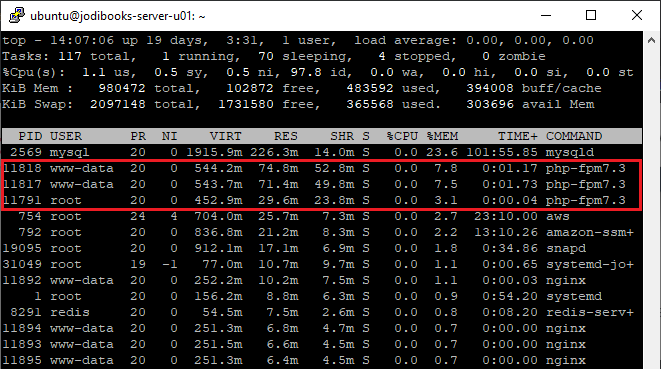 ubuntu@jodibooks-server-u01: ~
top - 14:07:06 up 19 days,  3:31,  1 user,  load average: 0.00, 0.00, 0.00
Tasks: 117 total,   1 running,  70 sleeping,   4 stopped,   0 zombie
%Cpu(s):  1.1 us,  0.5 sy,  0.5 ni, 97.8 id,  0.0 wa,  0.0 hi,  0.0 si,  0.0 st
KiB Mem :   980472 total,   102872 free,   483592 used,   394008 buff/cache
KiB Swap:  2097148 total,  1731580 free,   365568 used.   303696 avail Mem
PID USER      PR  NI    VIRT    RES    SHR S  %CPU %MEM     TIME+ COMMAND
2569 mysql     20   0 1915.9m 226.3m  14.0m S   0.0 23.6 101:55.85 mysqld
11818 www-data  20   0  544.2m  74.8m  52.8m S   0.0  7.8   0:01.17 php-fpm7.3
11817 www-data  20   0  543.7m  71.4m  49.8m S   0.0  7.5   0:01.73 php-fpm7.3
11791 root      20   0  452.9m  29.6m  23.8m S   0.0  3.1   0:00.04 php-fpm7.3
754 root      24   4  704.0m  25.7m   7.3m S   0.0  2.7  23:10.00 aws
792 root      20   0  836.8m  21.2m   8.3m S   0.0  2.2  13:10.26 amazon-ssm+
19095 root      20   0  912.1m  17.1m   6.9m S   0.0  1.8   0:34.86 snapd
31049 root      19  -1   77.0m  10.7m   9.7m S   0.0  1.1   0:00.65 systemd-jo+
11892 www-data  20   0  252.2m  10.2m   7.5m S   0.0  1.1   0:00.03 nginx
1 root      20   0  156.2m   8.8m   6.3m S   0.0  0.9   0:54.20 systemd
8291 redis     20   0   54.5m   7.5m   2.6m S   0.0  0.8   0:08.20 redis-serv+
11894 www-data  20   0  251.3m   6.8m   4.7m S   0.0  0.7   0:00.00 nginx
11893 www-data  20   0  251.5m   6.6m   4.5m S   0.0  0.7   0:00.00 nginx
11895 www-data  20   0  251.3m   6.4m   4.5m S   0.0  0.7   0:00.00 nginx